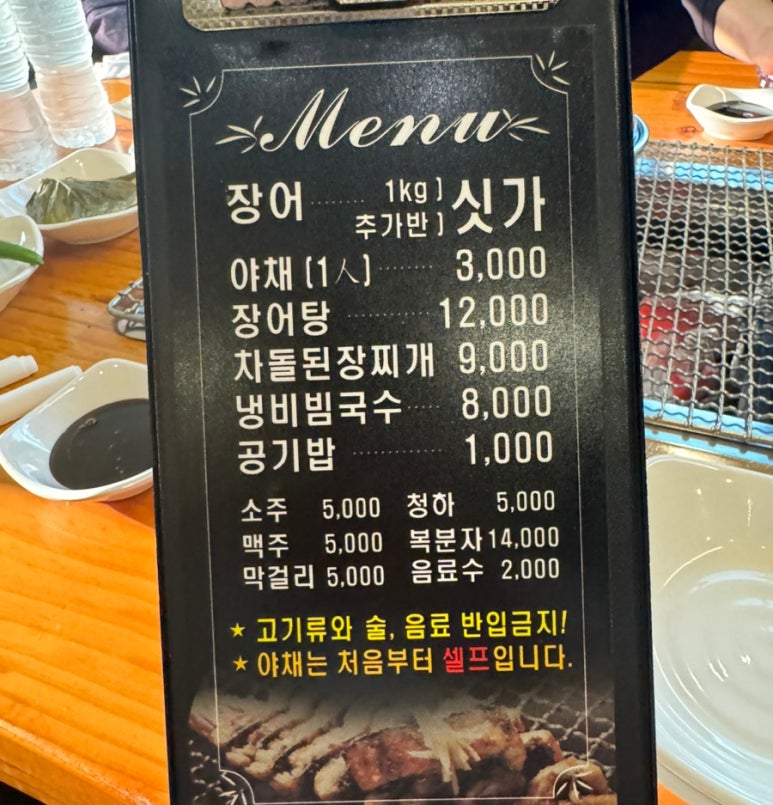 Menu
장어 ........ 1kg ] 싯가
추가반 ]
야채 (1人) ........ 3,000
장어탕 ........... 12,000
차돌된장찌개 9,000
냉비빔국수 ..... 8,000
공기밥 ............ 1,000
소주 5,000 청하 5,000
맥주 5,000 복분자 14,000
막걸리 5,000 음료수 2,000
★ 고기류와 술, 음료 반입금지!
★ 야채는 처음부터 셀프입니다.